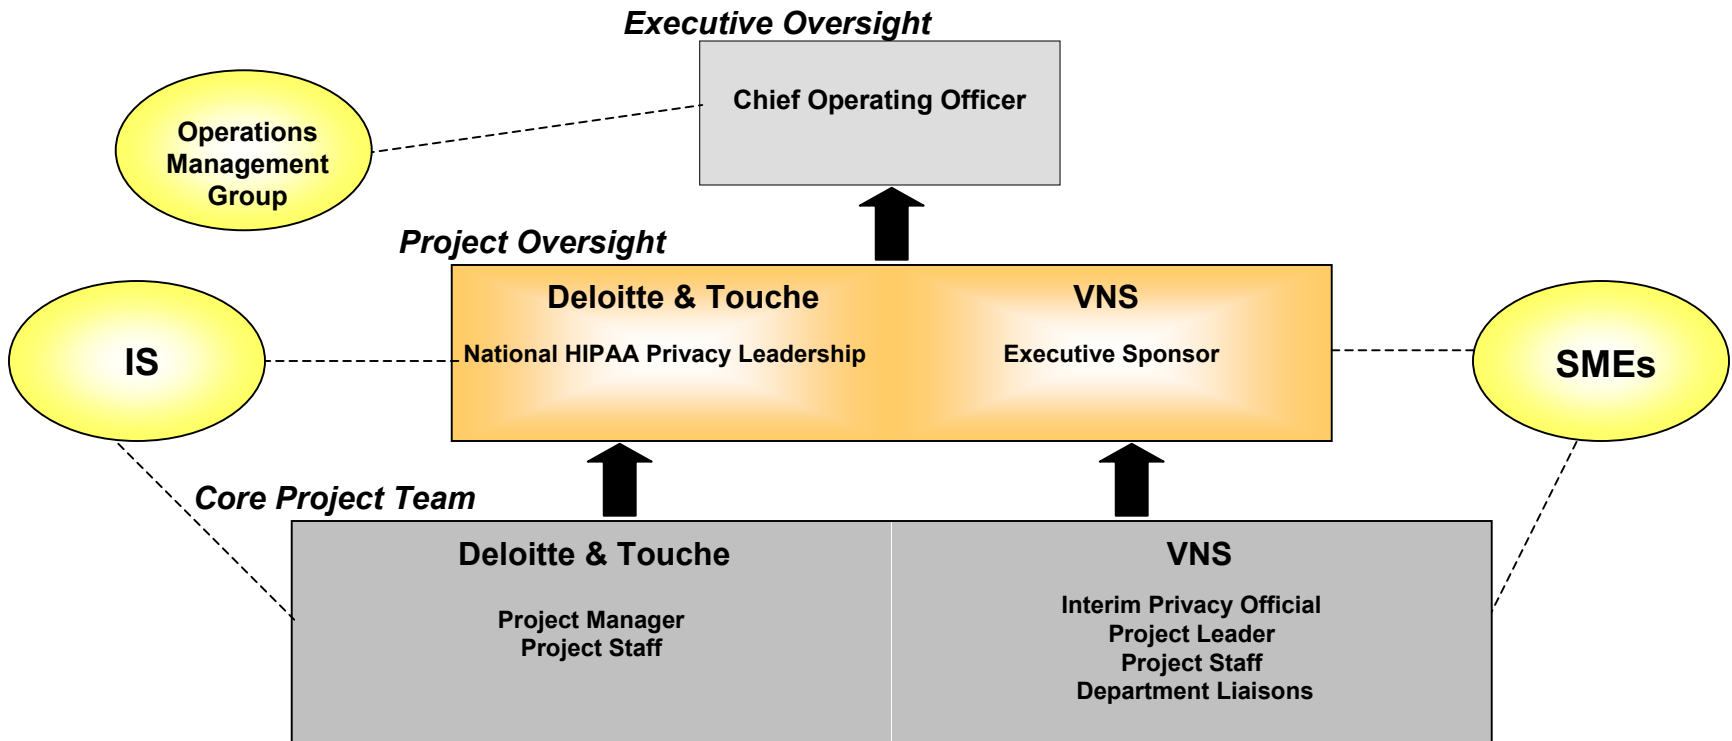 Executive Oversight
Chief Operating Officer
Operations
Management
Group
Project Oversight
Deloitte & Touche
National HIPAA Privacy Leadership
VNS
Executive Sponsor
IS
SMEs
Core Project Team
Deloitte & Touche
Project Manager
Project Staff
VNS
Interim Privacy Official
Project Leader
Project Staff
Department Liaisons